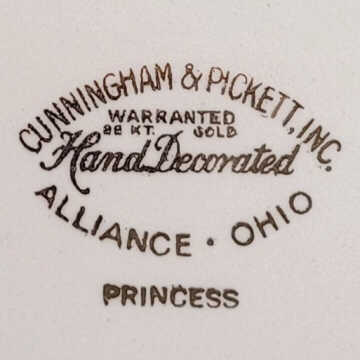 CUNNINGHAM & PICKETT, INC.
WARRANTED
22 KT. GOLD
Hand Decorated
ALLIANCE · OHIO
PRINCESS